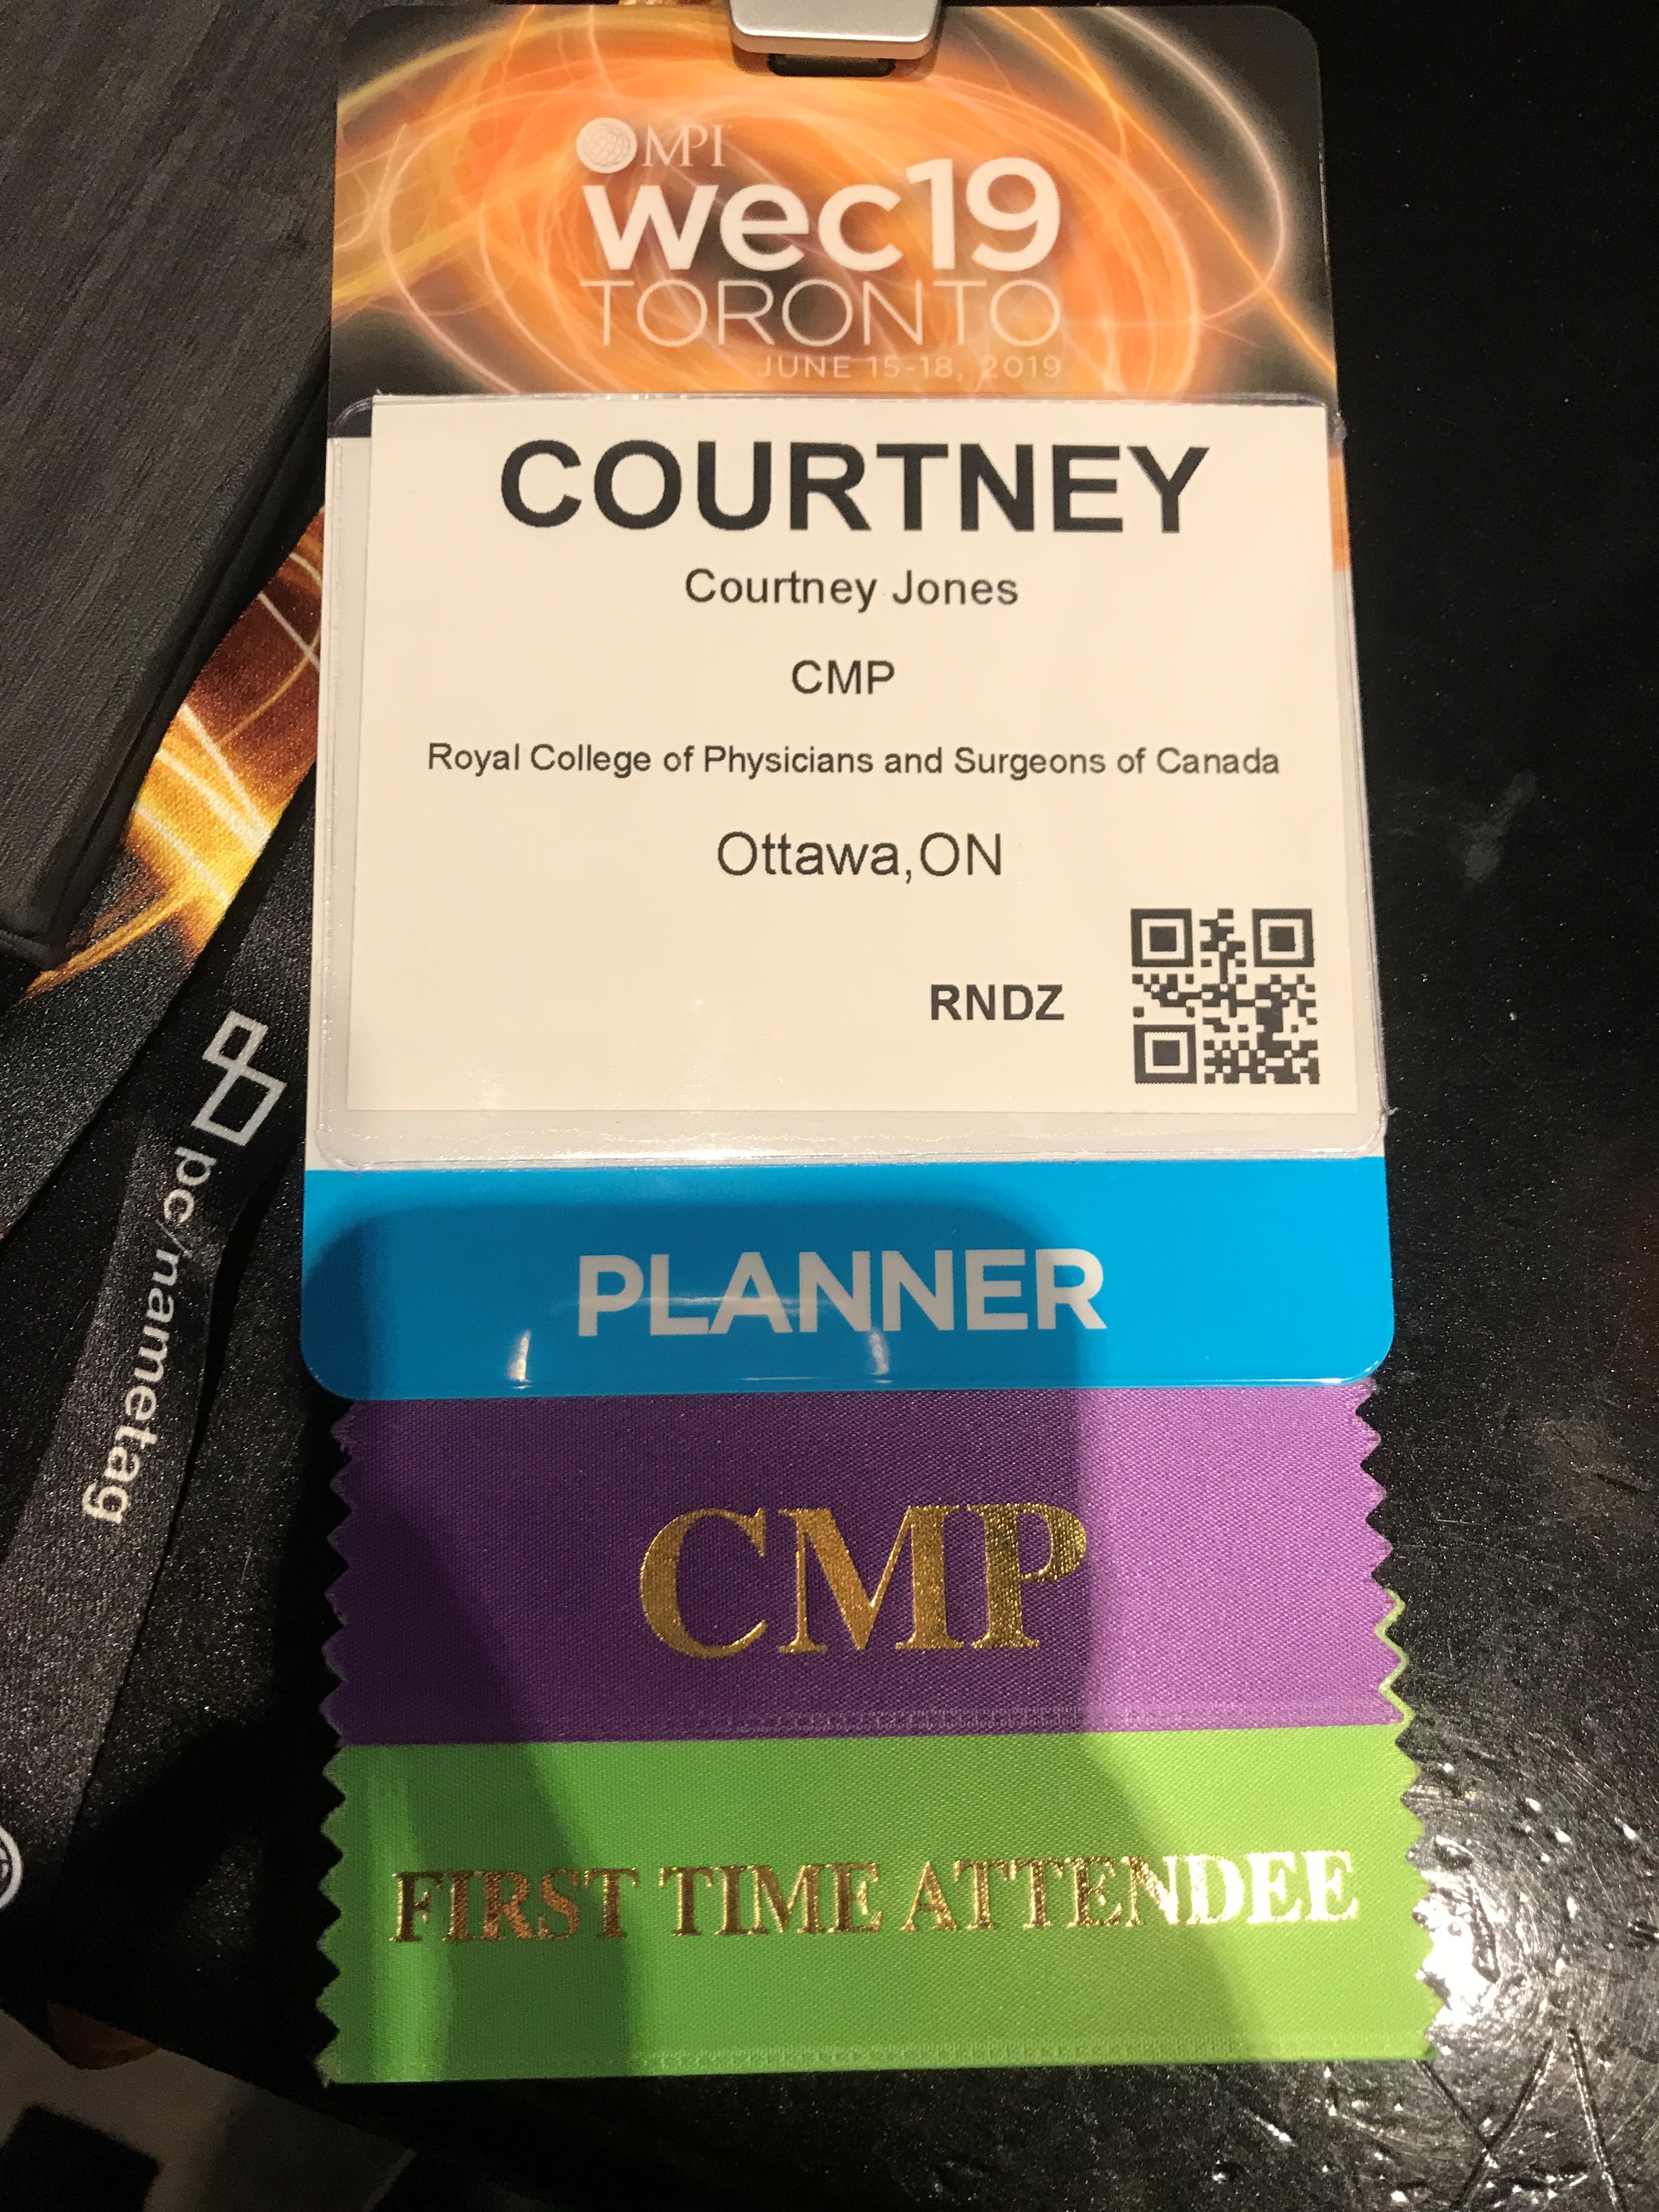 MPI
wec19
TORONTO
JUNE 15-18, 2019
COURTNEY
Courtney Jones
CMP
Royal College of Physicians and Surgeons of Canada
Ottawa,ON
RNDZ
PLANNER
CMP
FIRST TIME ATTENDEE
pc/nametag